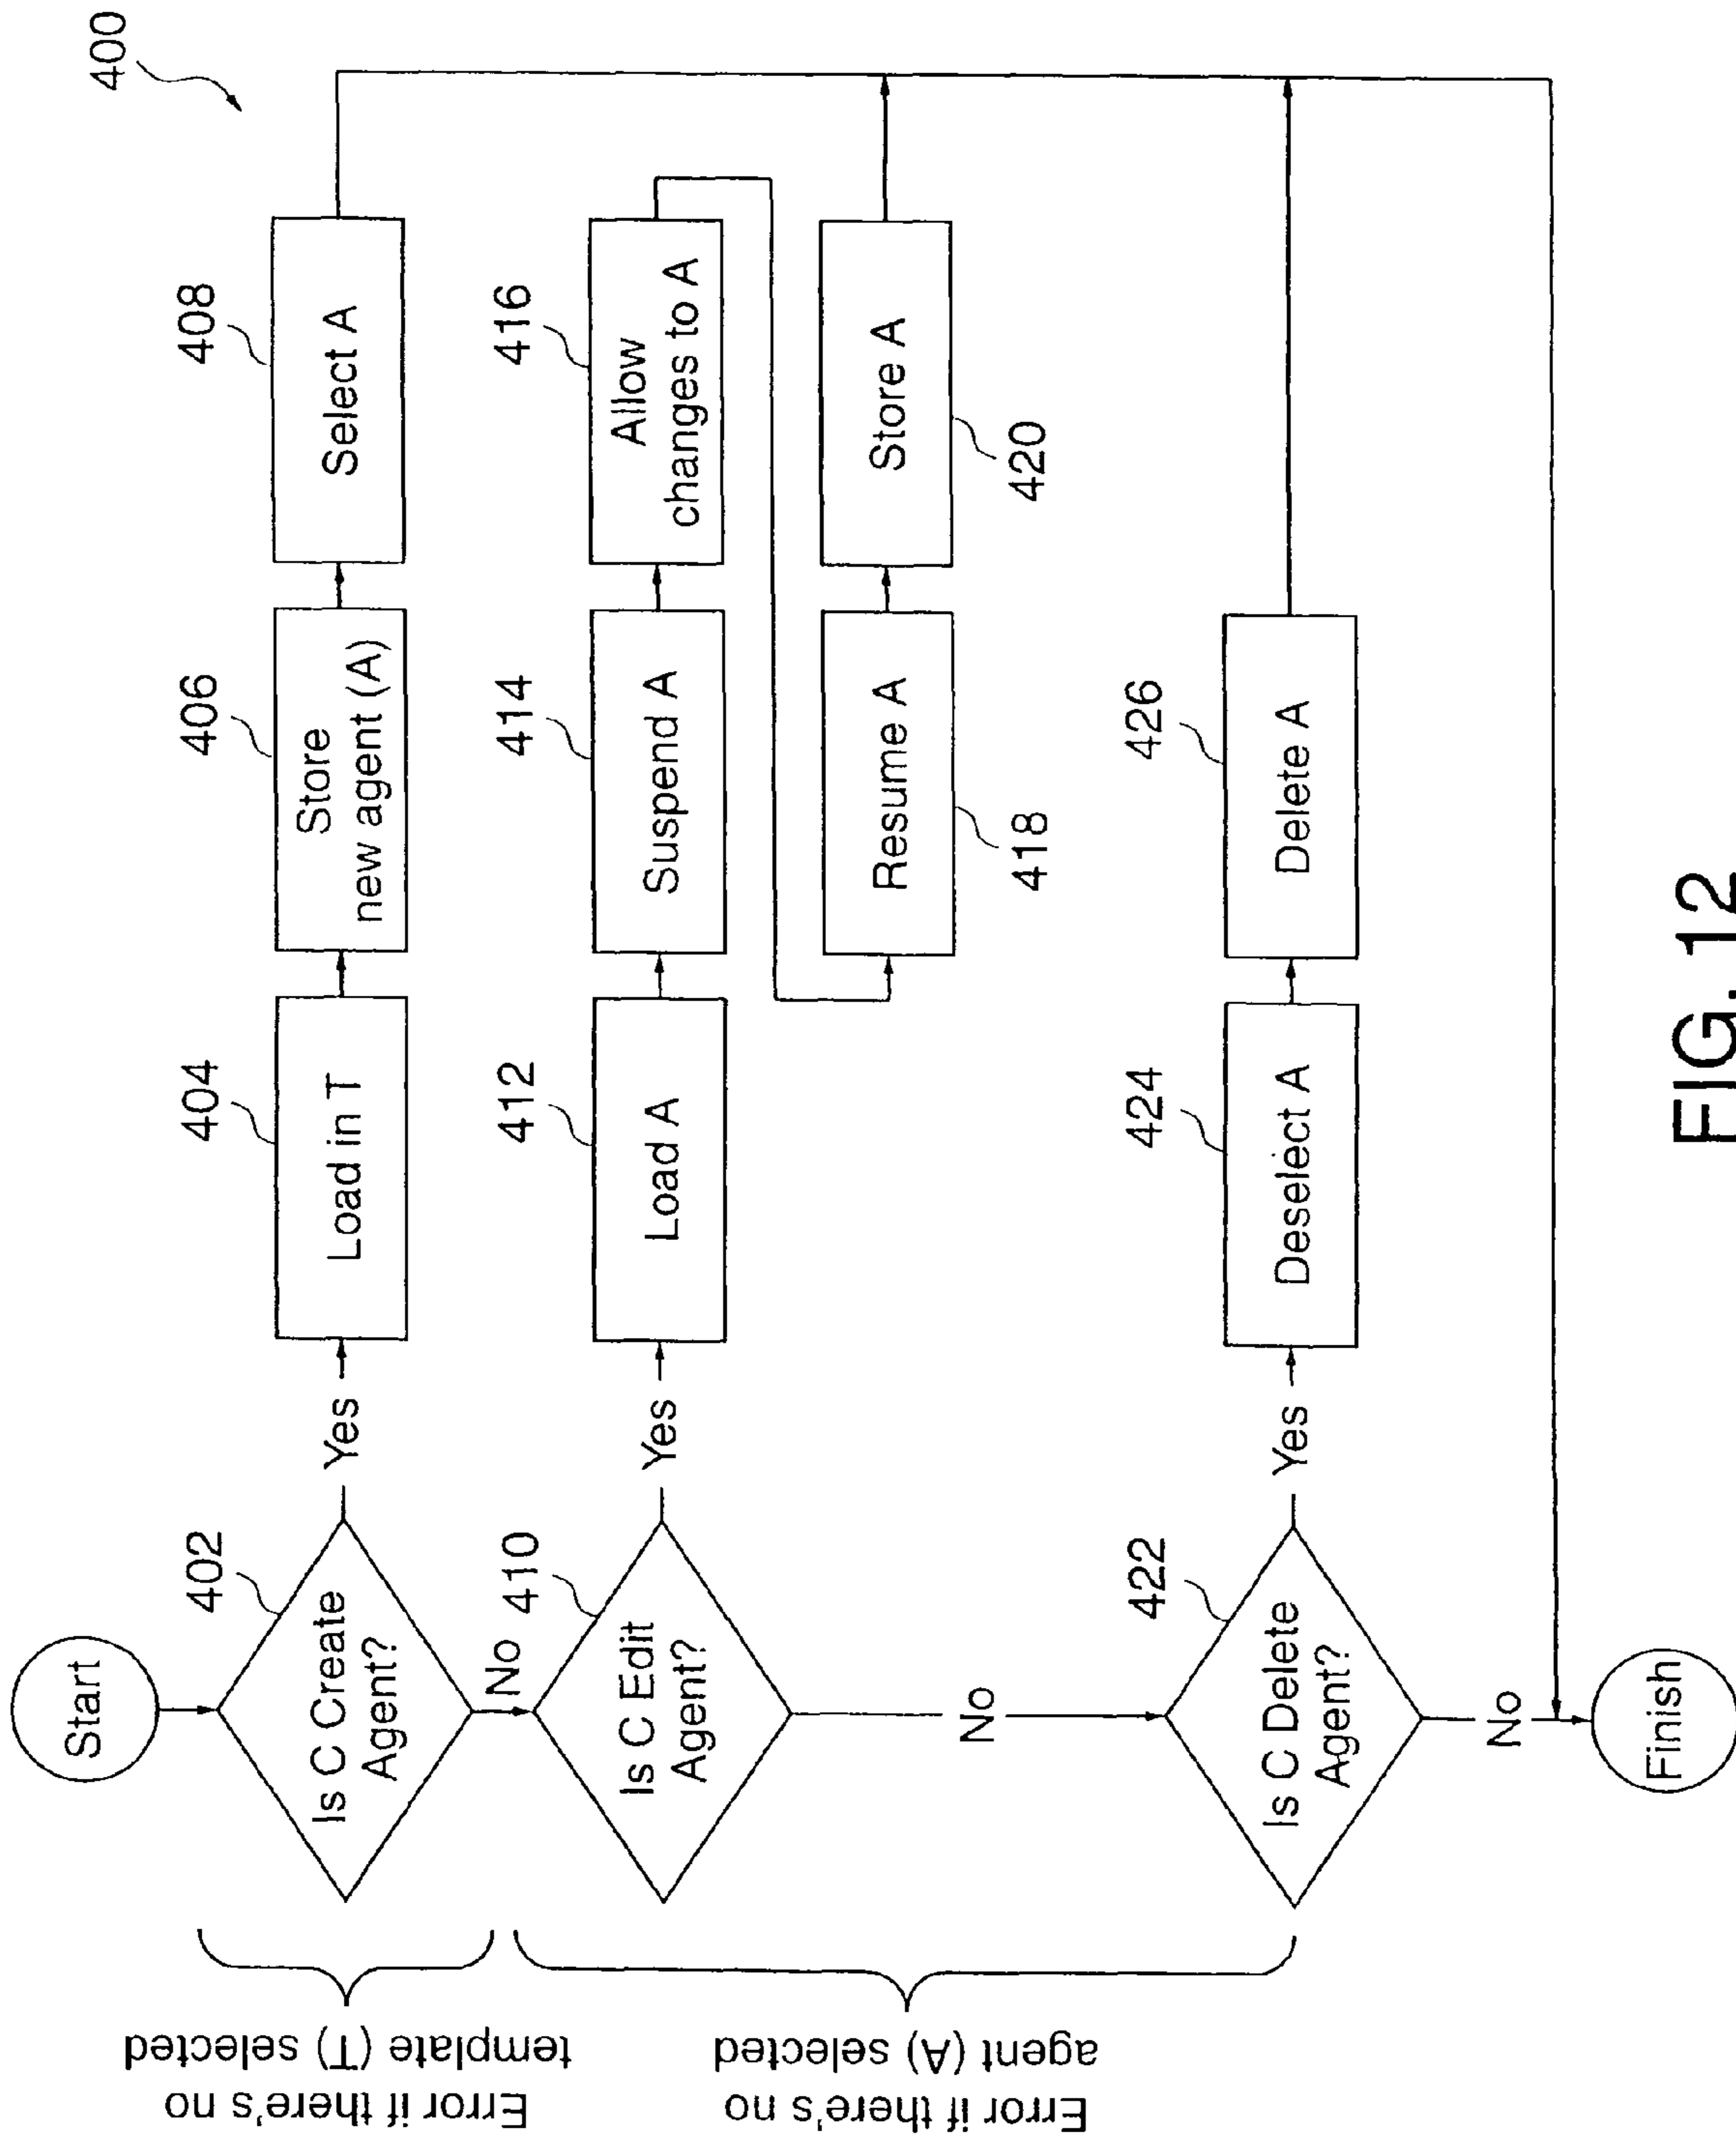 400
Start
402
Is C Create
Agent?
Yes
404
Load in T
406
Store
new agent (A)
408
Select A
No
410
Is C Edit
Agent?
Yes
412
Load A
414
Suspend A
416
Allow
changes to A
Resume A
418
Store A
420
No
422
Is C Delete
Agent?
Yes
424
Deselect A
426
Delete A
No
Finish
Error if there's no
template (T) selected
Error if there's no
agent (A) selected
FIG. 12